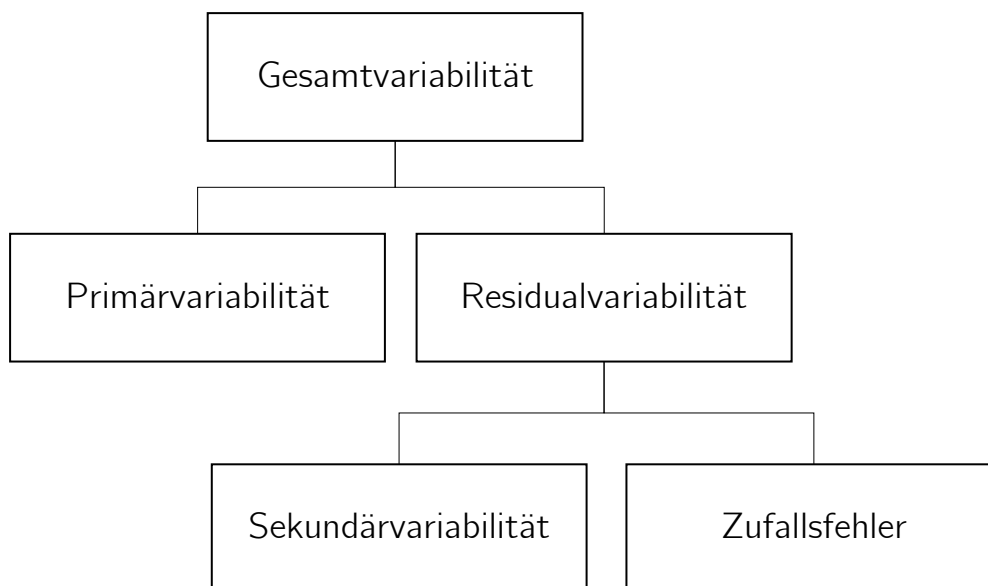 Gesamtvariabilität
Primärvariabilität
Residualvariabilität
Sekundärvariabilität
Zufallsfehler